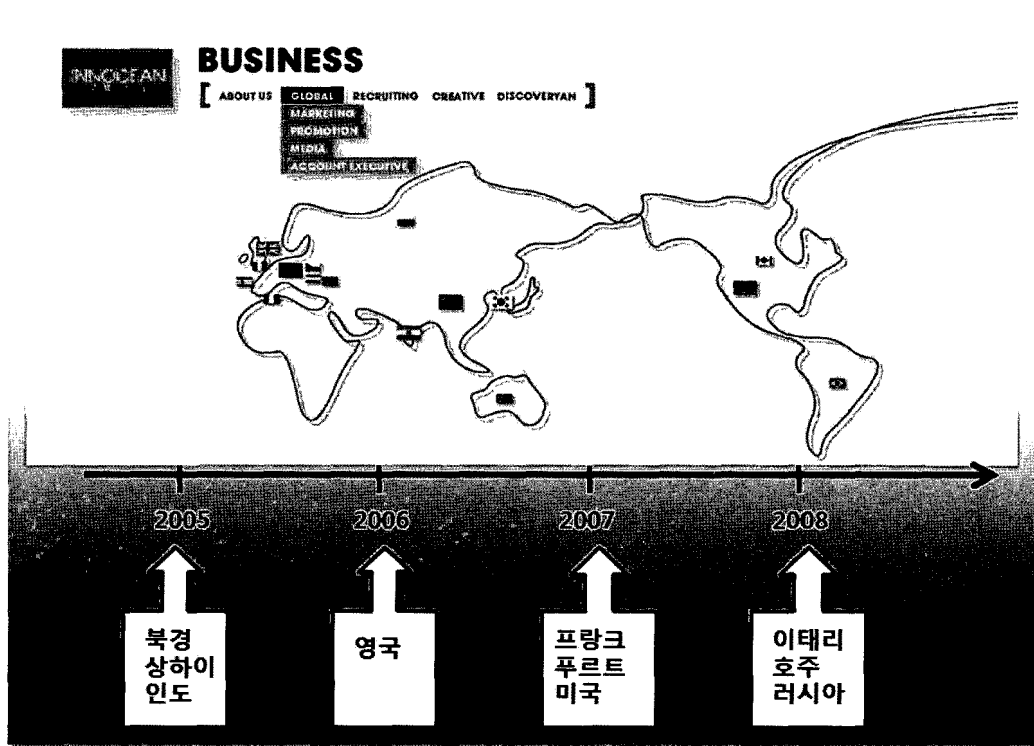 INNOCEAN
BUSINESS
[ ABOUT US GLOBAL RECRUITING CREATIVE DISCOVERYAN ]
MARKETING
PROMOTION
MEDIA
ACCOUNT EXECUTIVE
2005 2006 2007 2008
북경
상하이
인도
영국
프랑크
푸르트
미국
이태리
호주
러시아